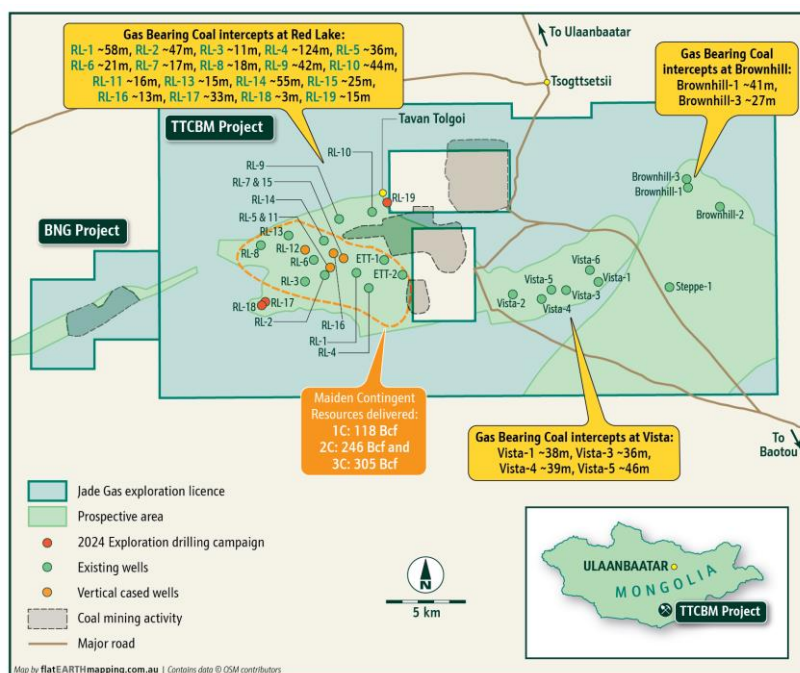 Gas Bearing Coal intercepts at Red Lake:
RL-1 ~58m, RL-2 ~47m, RL-3 ~11m, RL-4 ~124m, RL-5 ~36m,
RL-6 ~21m, RL-7 ~17m, RL-8 ~18m, RL-9 ~42m, RL-10 ~44m,
RL-11 ~16m, RL-13 ~15m, RL-14 ~55m, RL-15 ~25m,
RL-16 ~13m, RL-17 ~33m, RL-18 ~3m, RL-19 ~15m
To Ulaanbaatar
Tsogttsetsii
Gas Bearing Coal
intercepts at Brownhill:
Brownhill-1 ~41m,
Brownhill-3 ~27m
TTCBM Project
Tavan Tolgoi
RL-10
RL-9
RL-7 & 15
RL-14
RL-5 & 11
RL-19
RL-13
RL-12
RL-8
RL-6
RL-3
ETT-1
ETT-2
RL-18
RL-17
RL-2
RL-16
RL-1
RL-4
BNG Project
Brownhill-3
Brownhill-1
Brownhill-2
Vista-6
Vista-5
Vista-1
Vista-2
Vista-3
Vista-4
Steppe-1
Maiden Contingent
Resources delivered:
1C: 118 Bcf
2C: 246 Bcf and
3C: 305 Bcf
Gas Bearing Coal intercepts at Vista:
Vista-1 ~38m, Vista-3 ~36m,
Vista-4 ~39m, Vista-5 ~46m
To
Baotou
Jade Gas exploration licence
Prospective area
2024 Exploration drilling campaign
Existing wells
Vertical cased wells
Coal mining activity
Major road
N
5 km
ULAANBAATAR
MONGOLIA
TTCBM Project
Map by flatEARTHmapping.com.au | Contains data © OSM contributors